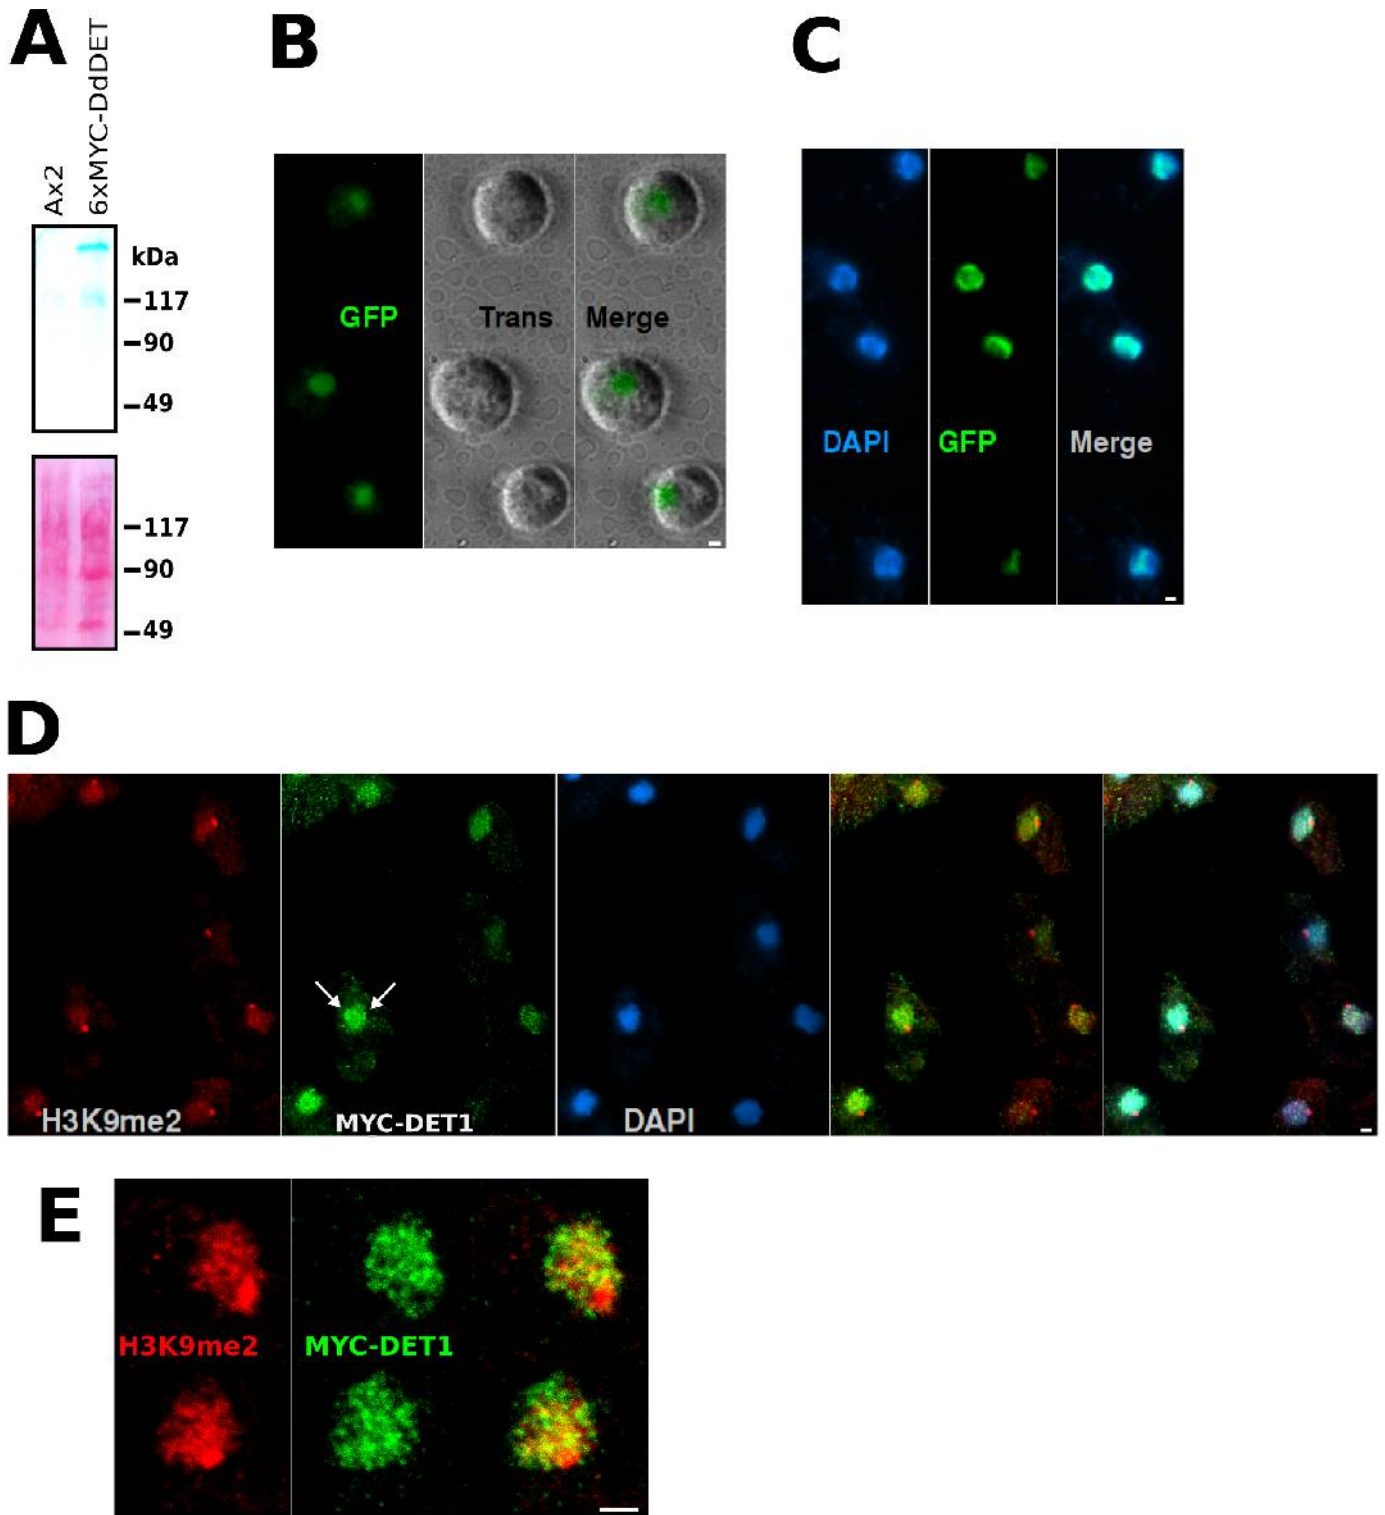 A
Ax2
6xMYC-DdDET
kDa
–117
–90
–49
–117
–90
–49
B
GFP
Trans
Merge
C
DAPI
GFP
Merge
D
H3K9me2
MYC-DET1
DAPI
E
H3K9me2
MYC-DET1